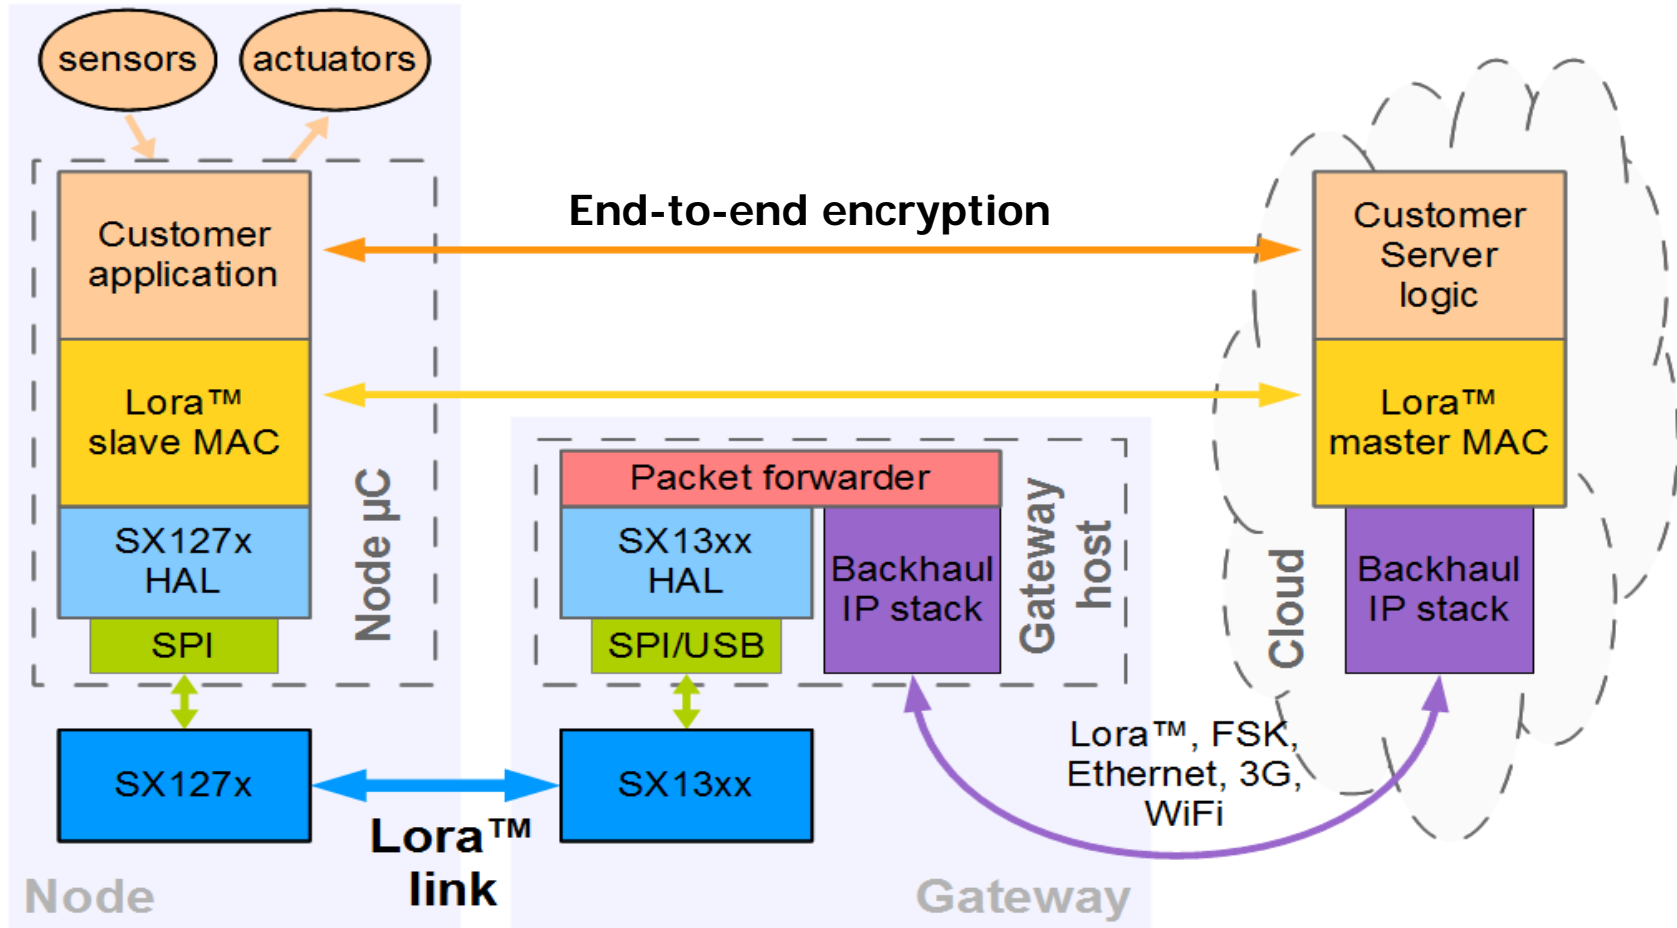 sensors
actuators
End-to-end encryption
Customer
application
Lora™
slave MAC
SX127x
HAL
SPI
Node µC
SX127x
Lora™
link
Node
Packet forwarder
SX13xx
HAL
SPI/USB
Backhaul
IP stack
Gateway
host
SX13xx
Gateway
Lora™, FSK,
Ethernet, 3G,
WiFi
Customer
Server
logic
Lora™
master MAC
Backhaul
IP stack
Cloud